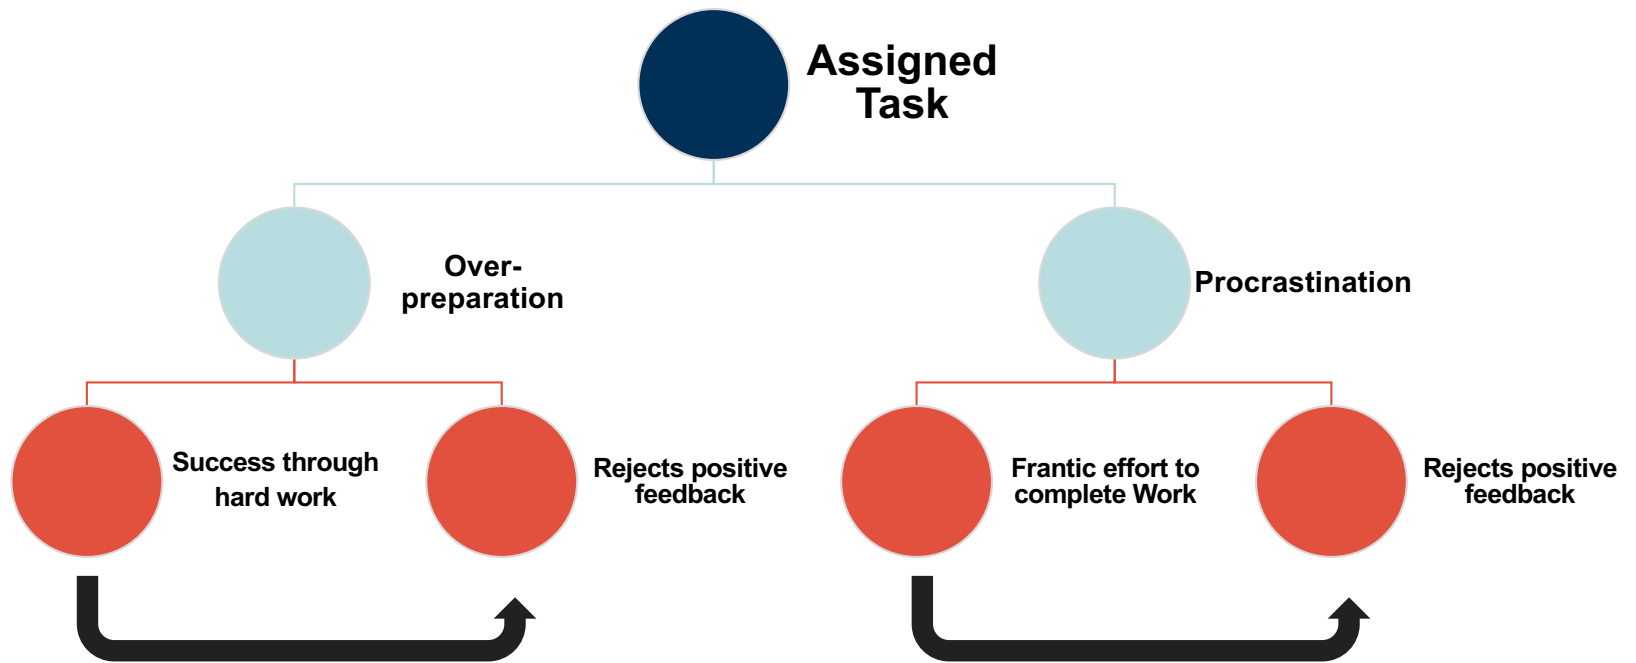 Assigned
Task
Over-
preparation
Procrastination
Success through
hard work
Rejects positive
feedback
Frantic effort to
complete Work
Rejects positive
feedback